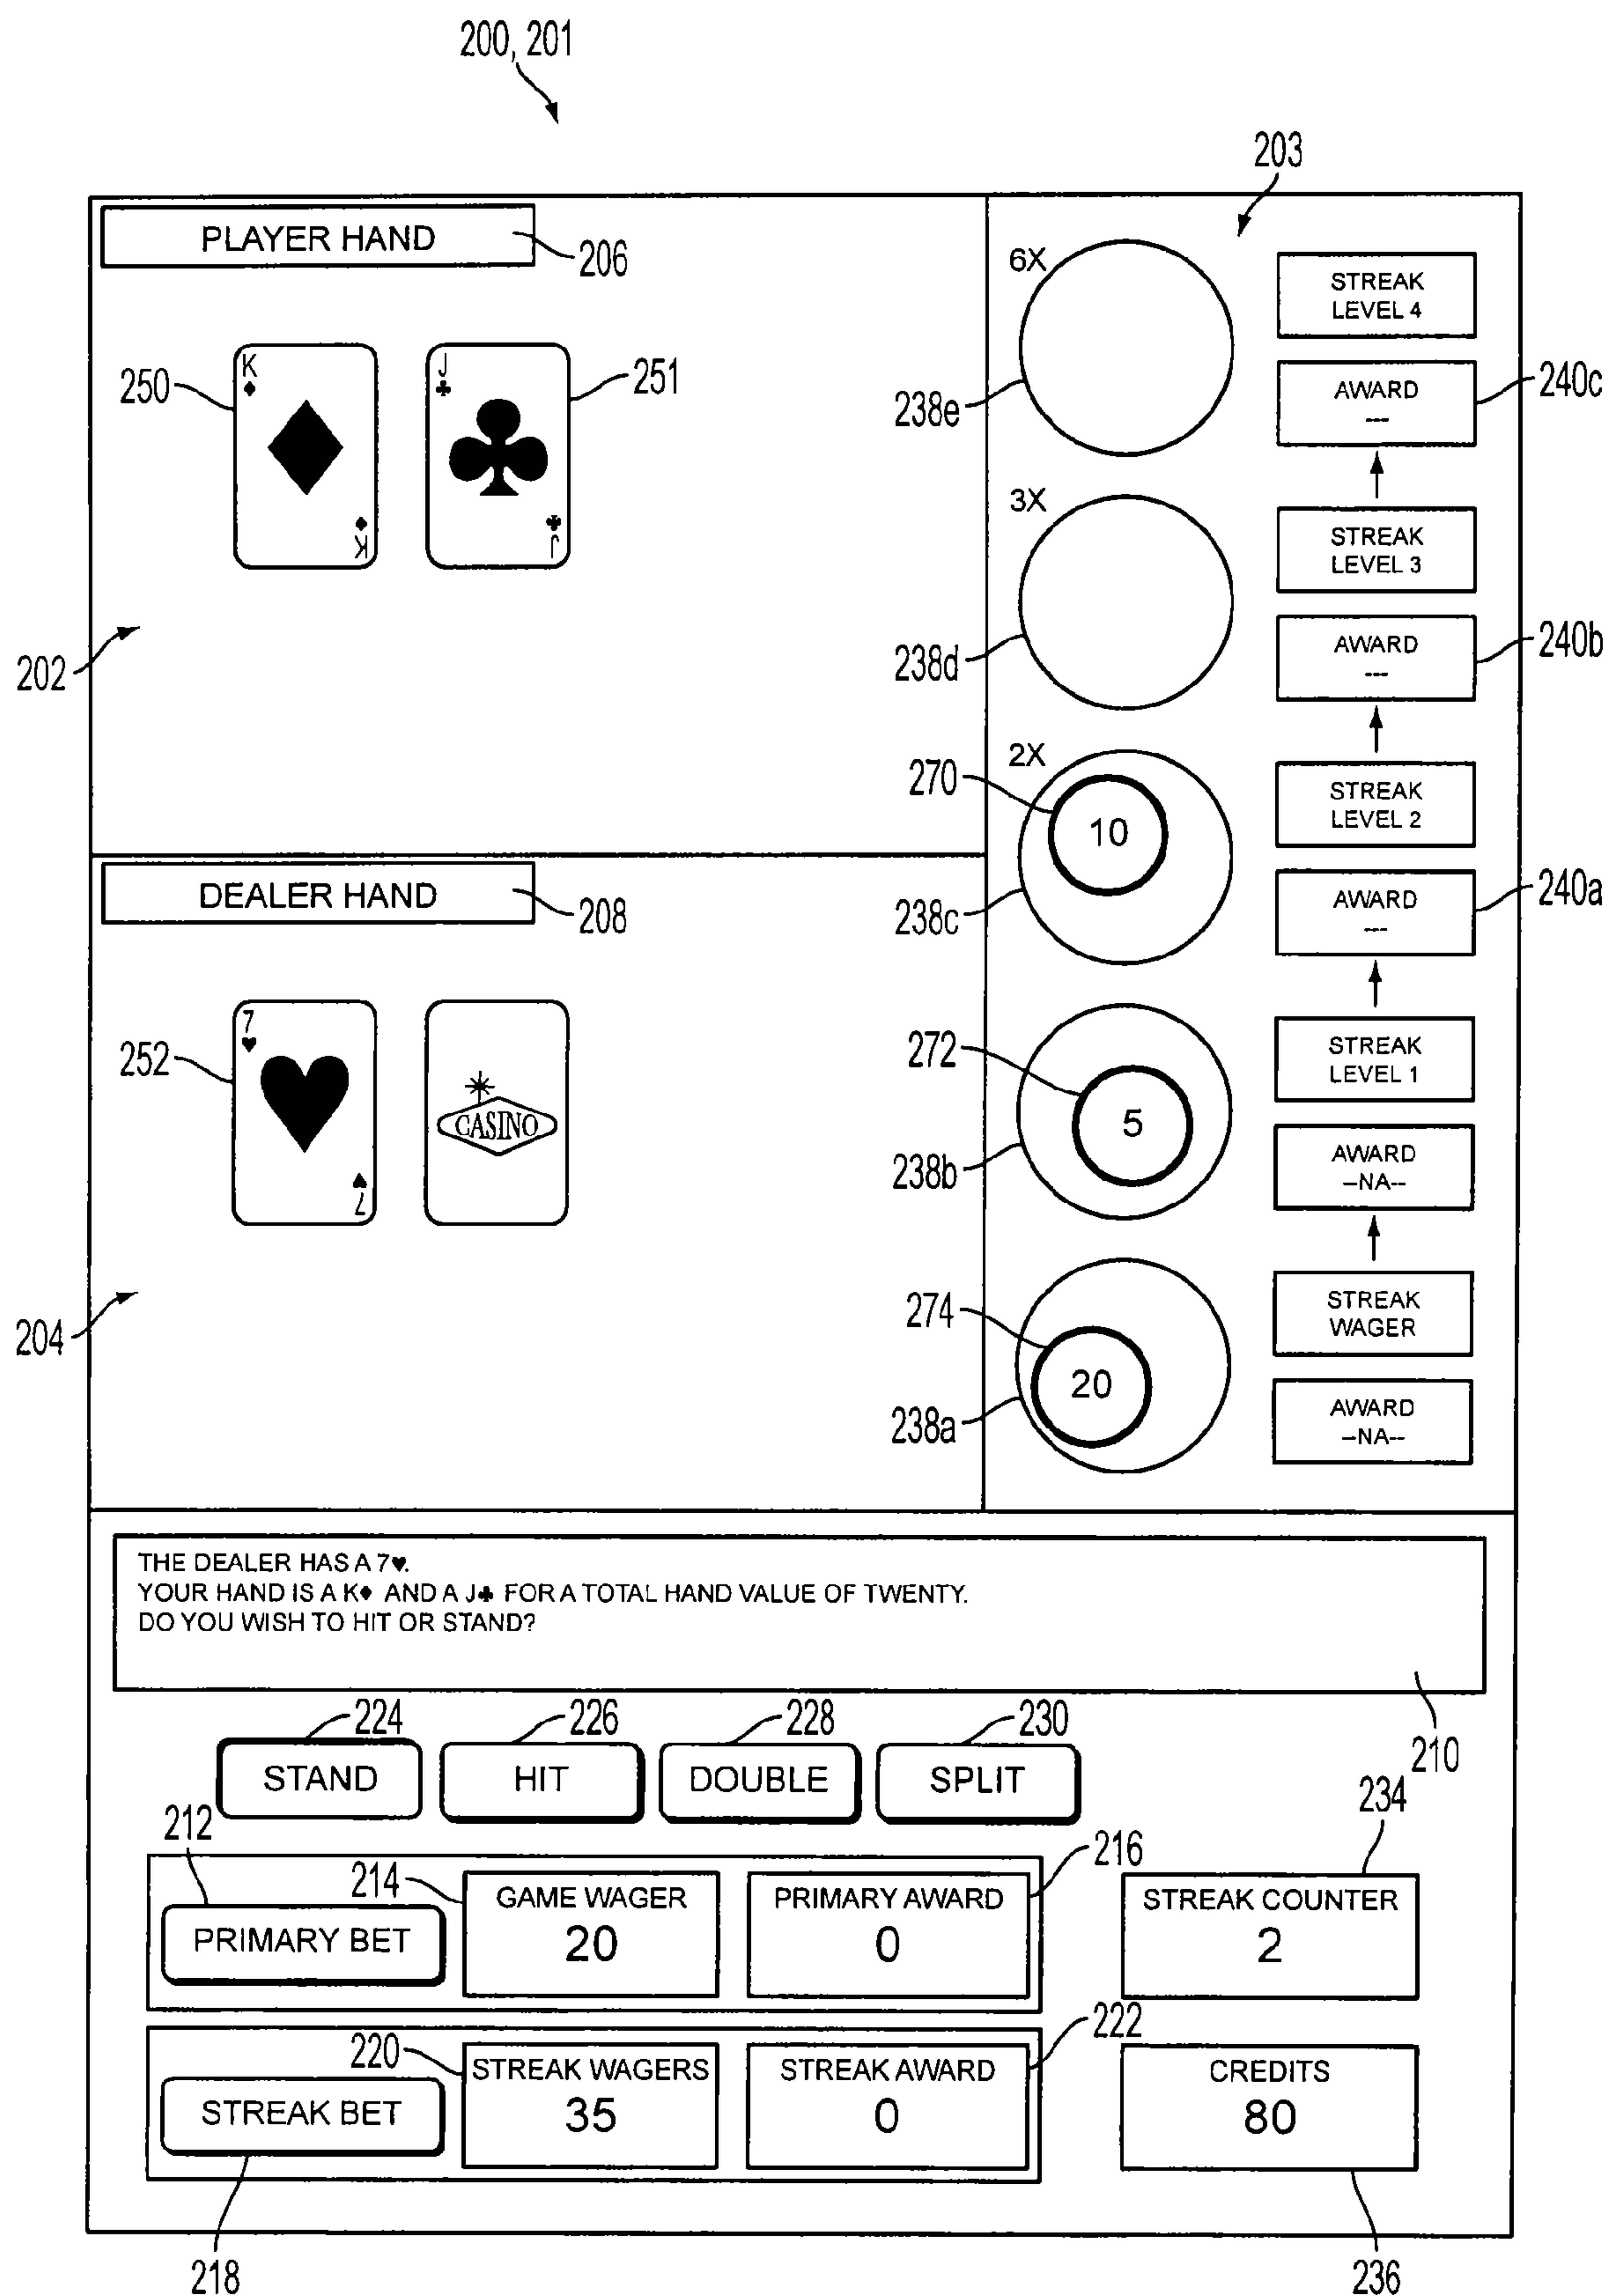 200, 201
203
PLAYER HAND
206
K♦
K♦
250
J♣
J♣
251
202
DEALER HAND
208
7♥
7♥
252
CASINO
204
6X
238e
STREAK
LEVEL 4
AWARD
---
240c
3X
238d
STREAK
LEVEL 3
AWARD
---
240b
2X
270
10
238c
STREAK
LEVEL 2
AWARD
---
240a
272
5
238b
STREAK
LEVEL 1
AWARD
--NA--
274
20
238a
STREAK
WAGER
AWARD
--NA--
THE DEALER HAS A 7♥.
YOUR HAND IS A K♦ AND A J♣ FOR A TOTAL HAND VALUE OF TWENTY.
DO YOU WISH TO HIT OR STAND?
210
224
226
228
230
STAND
HIT
DOUBLE
SPLIT
212
214
216
234
PRIMARY BET
GAME WAGER
20
PRIMARY AWARD
0
STREAK COUNTER
2
220
222
STREAK BET
STREAK WAGERS
35
STREAK AWARD
0
CREDITS
80
218
236